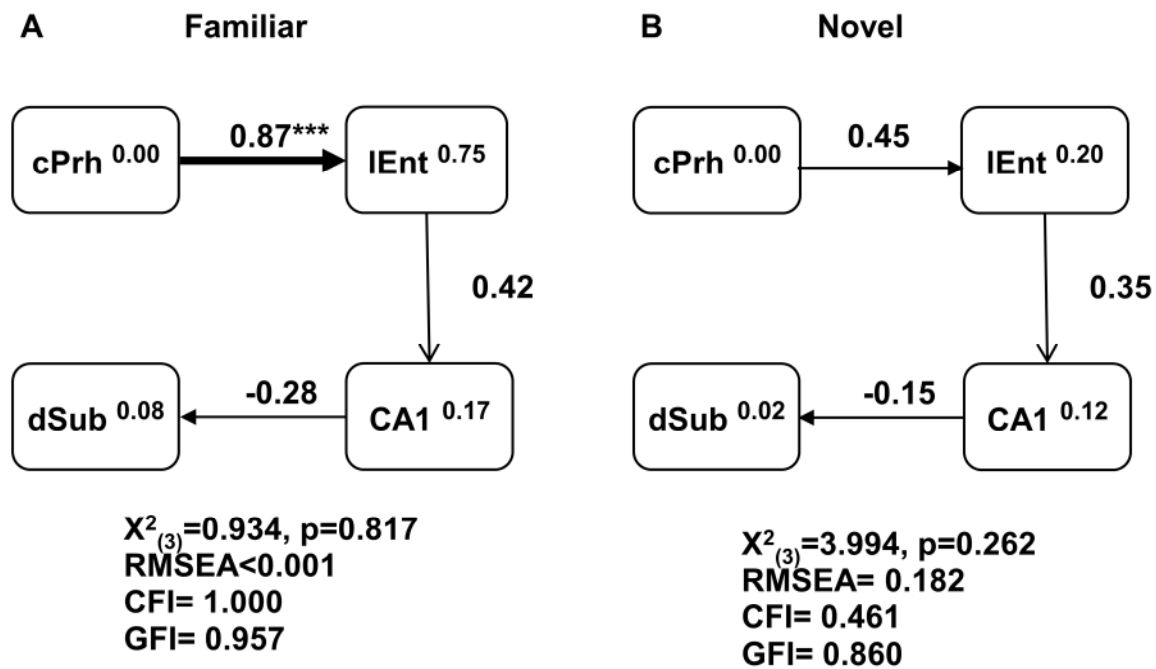 A Familiar
cPrh 0.00
0.87***
lEnt 0.75
0.42
dSub 0.08
-0.28
CA1 0.17
X²(3)=0.934, p=0.817
RMSEA<0.001
CFI= 1.000
GFI= 0.957
B Novel
cPrh 0.00
0.45
lEnt 0.20
0.35
dSub 0.02
-0.15
CA1 0.12
X²(3)=3.994, p=0.262
RMSEA= 0.182
CFI= 0.461
GFI= 0.860